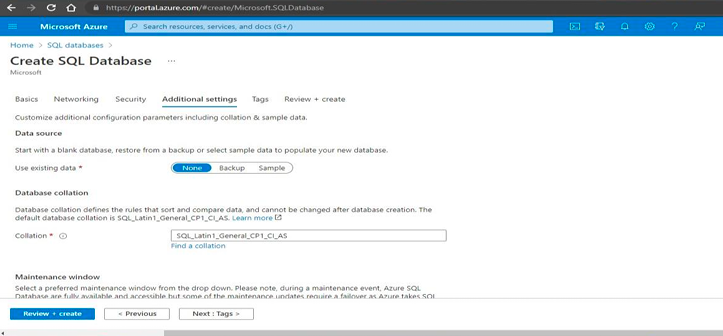 https://portal.azure.com/#create/Microsoft.SQLDatabase
Microsoft Azure
Search resources, services, and docs (G+/)
Home > SQL databases >
Create SQL Database ...
Microsoft
Basics Networking Security Additional settings Tags Review + create
Customize additional configuration parameters including collation & sample data.
Data source
Start with a blank database, restore from a backup or select sample data to populate your new database.
Use existing data *
None Backup Sample
Database collation
Database collation defines the rules that sort and compare data, and cannot be changed after database creation. The
default database collation is SQL_Latin1_General_CP1_CI_AS. Learn more
Collation *
SQL_Latin1_General_CP1_CI_AS
Find a collation
Maintenance window
Select a preferred maintenance window from the drop down. Please note, during a maintenance event, Azure SQL
Database are fully available and accessible but some of the maintenance updates require a failover as Azure takes SQL
Review + create < Previous Next : Tags >